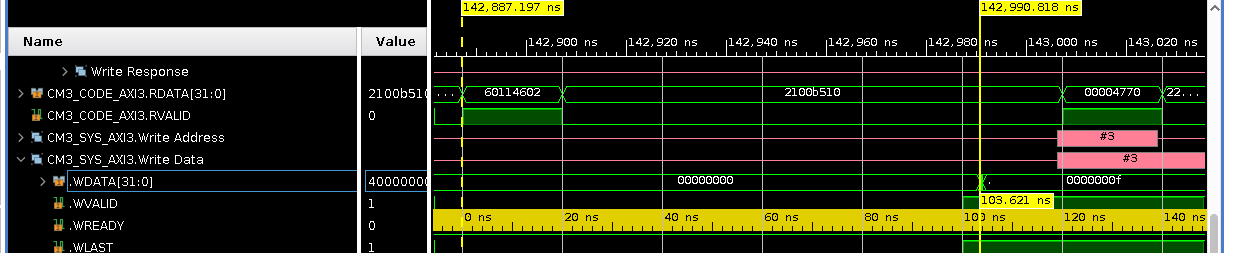 142,887.197 ns 142,990.818 ns
Name Value 142,900 ns 142,920 ns 142,940 ns 142,960 ns 142,980 ns 143,000 ns 143,020 ns
Write Response
CM3_CODE_AXI3.RDATA[31:0] 2100b510 ... 60114602 2100b510 00004770 22...
CM3_CODE_AXI3.RVALID 0
CM3_SYS_AXI3.Write Address #3
CM3_SYS_AXI3.Write Data #3
.WDATA[31:0] 40000000 00000000 . 0000000f
.WVALID 1 103.621 ns
.WREADY 0 0 ns 20 ns 40 ns 60 ns 80 ns 120 ns 140 ns
.WLAST 1